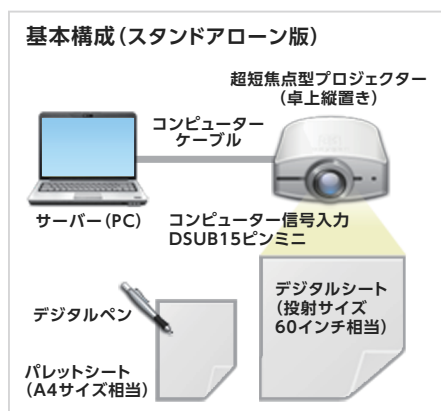 基本構成（スタンドアローン版）
超短焦点型プロジェクター
（卓上縦置き）
コンピューター
ケーブル
サーバー（PC）
コンピューター信号入力
DSUB15ピンミニ
デジタルペン
デジタルシート
（投射サイズ
60インチ相当）
パレットシート
（A4サイズ相当）